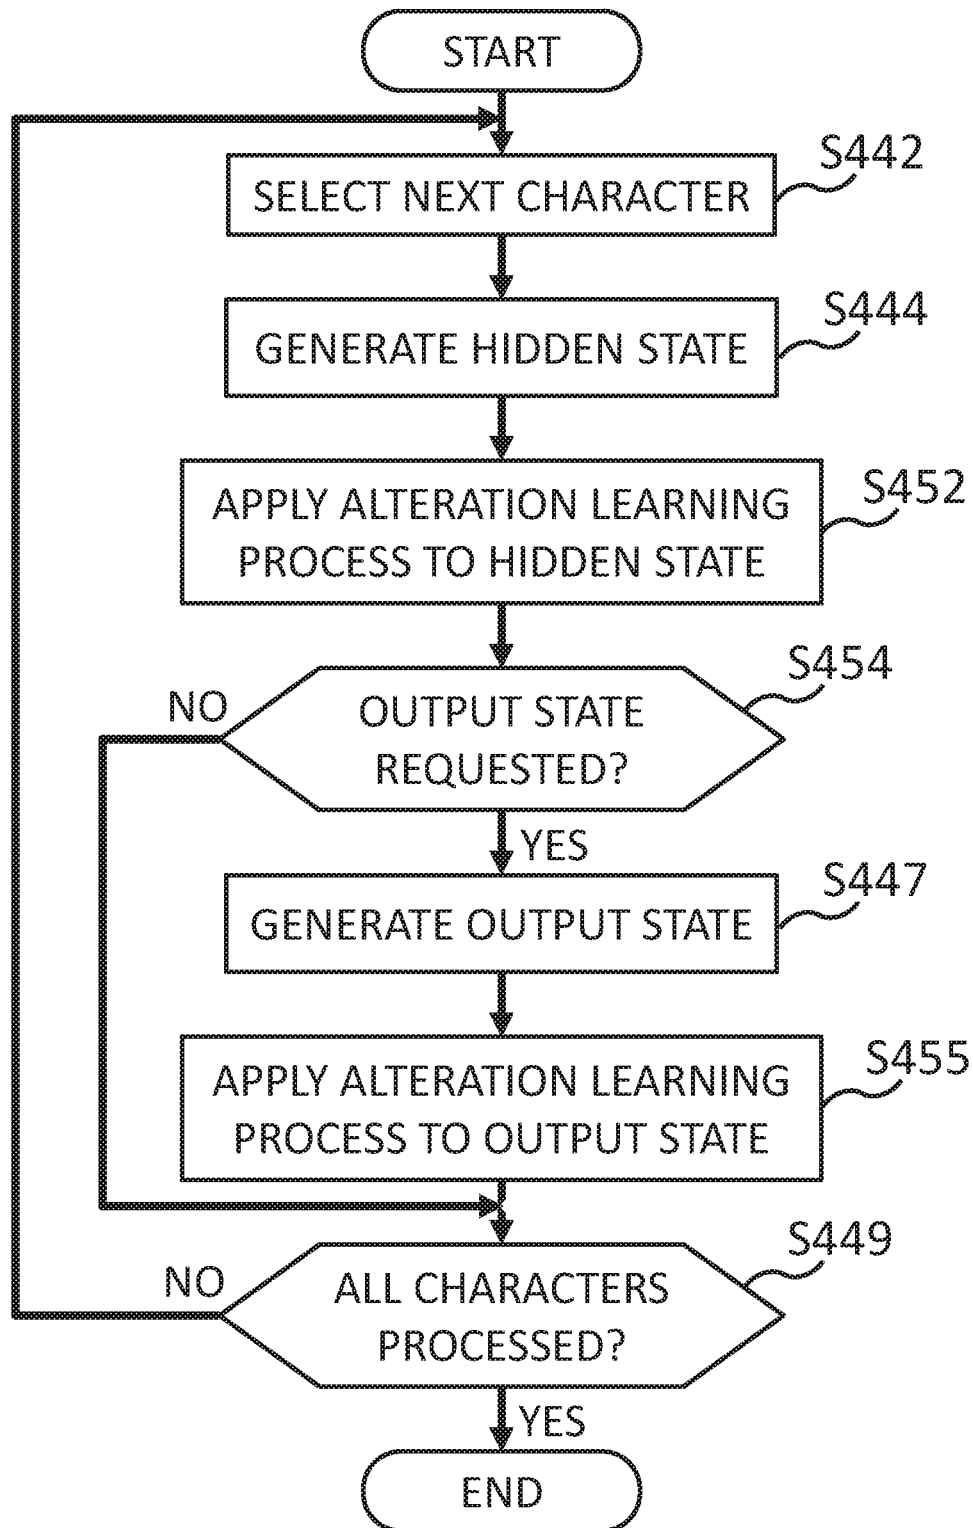 START
S442
SELECT NEXT CHARACTER
S444
GENERATE HIDDEN STATE
S452
APPLY ALTERATION LEARNING
PROCESS TO HIDDEN STATE
S454
NO
OUTPUT STATE
REQUESTED?
YES
S447
GENERATE OUTPUT STATE
S455
APPLY ALTERATION LEARNING
PROCESS TO OUTPUT STATE
S449
NO
ALL CHARACTERS
PROCESSED?
YES
END